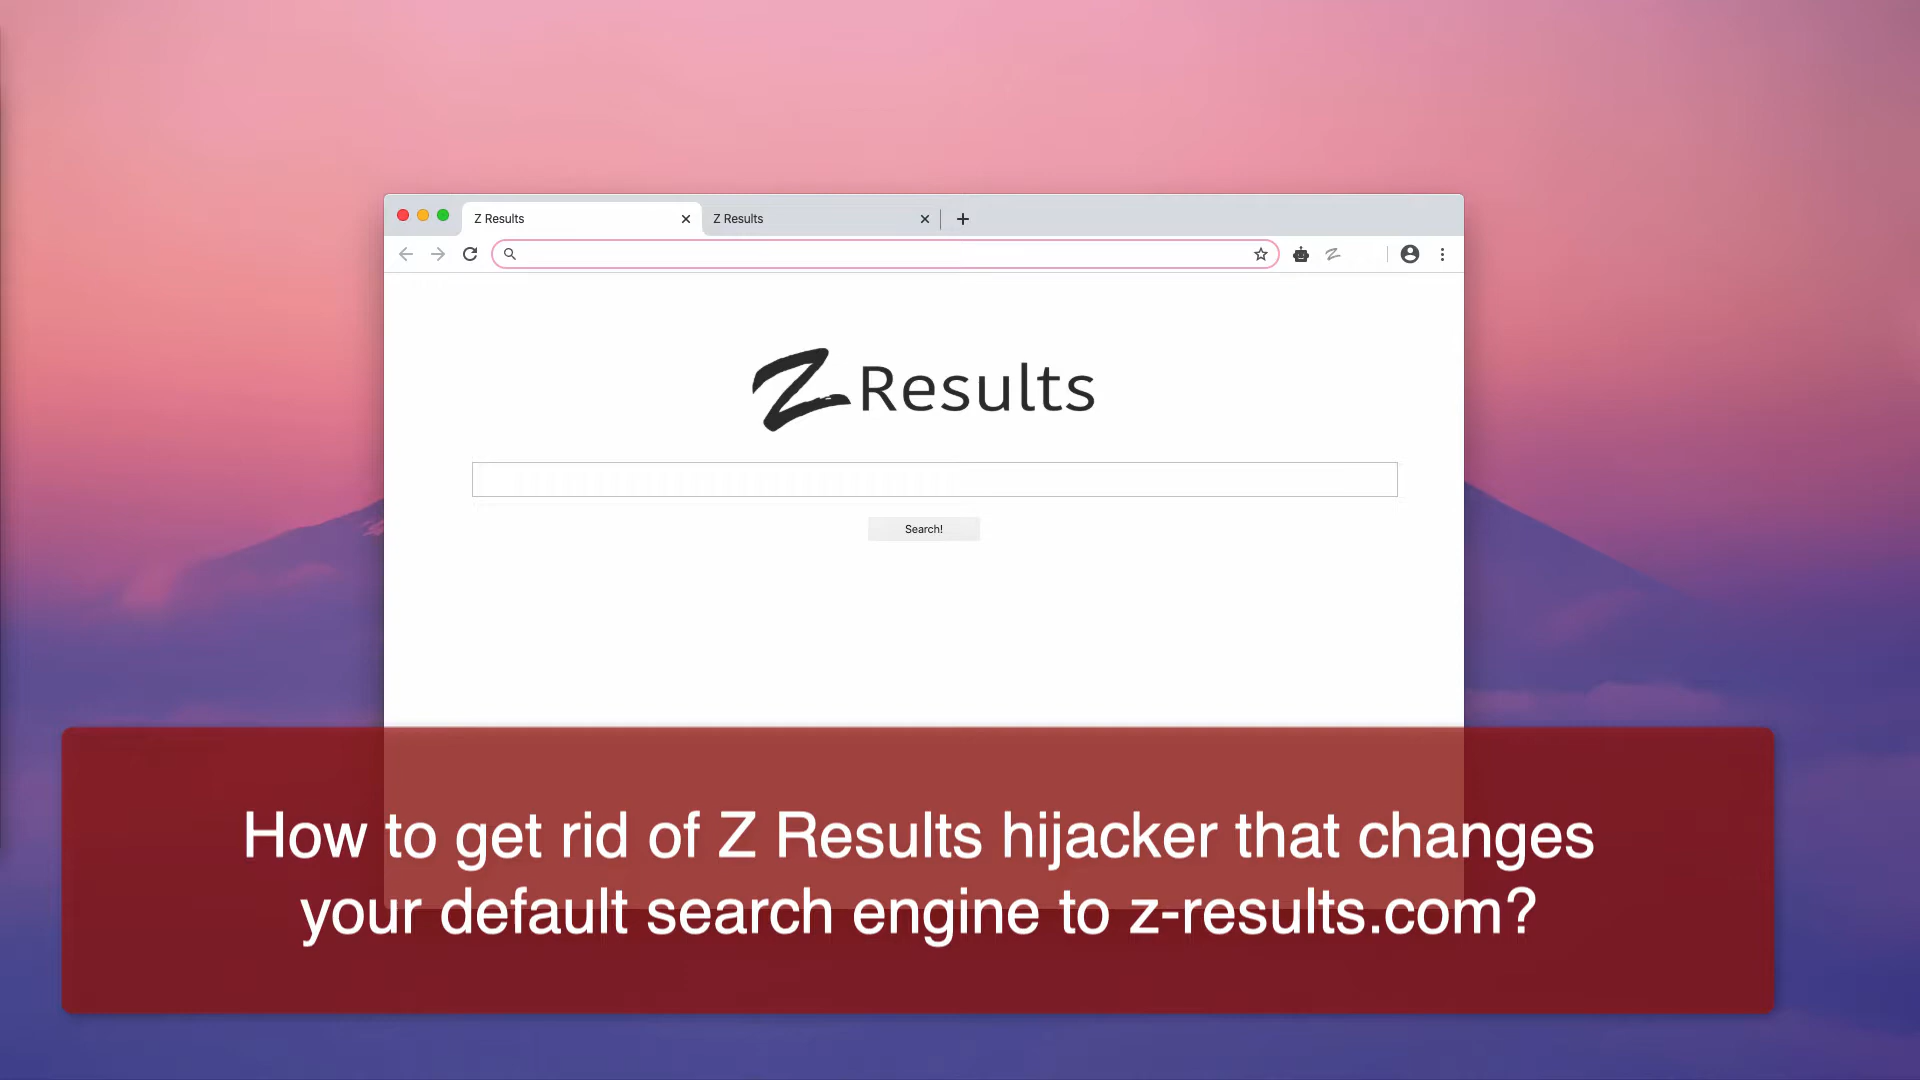 Z Results
Z Results
Z Results
Search!
How to get rid of Z Results hijacker that changes
your default search engine to z-results.com?